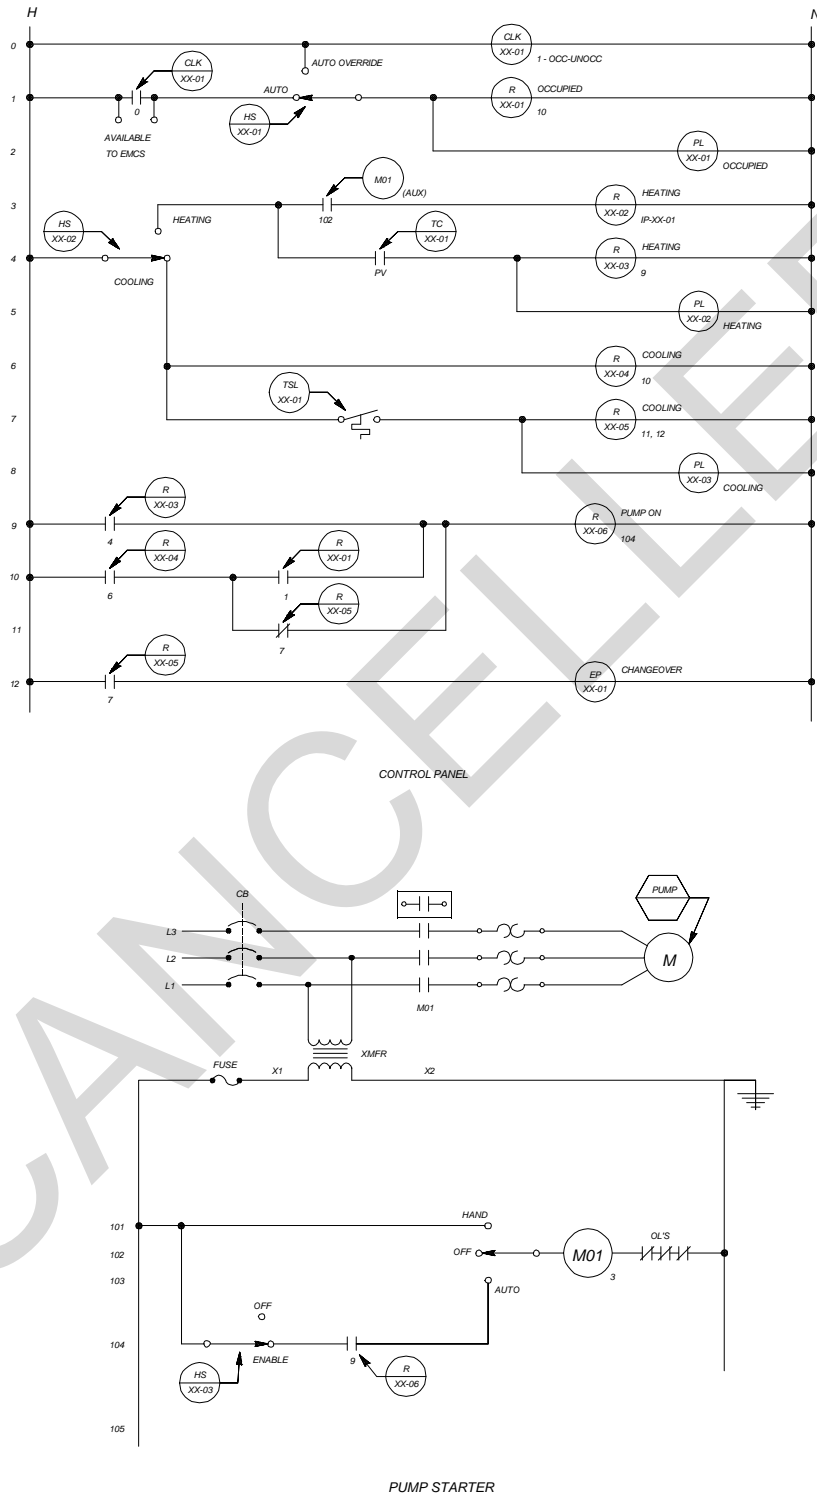 H
N
0
CLK
XX-01
1 - OCC-UNOCC
AUTO OVERRIDE
CLK
XX-01
1
0
AUTO
HS
XX-01
AVAILABLE
TO EMCS
R
XX-01
OCCUPIED
10
2
PL
XX-01
OCCUPIED
3
HEATING
M01
(AUX)
102
R
XX-02
HEATING
IP-XX-01
HS
XX-02
4
COOLING
TC
XX-01
PV
R
XX-03
HEATING
9
5
PL
XX-02
HEATING
6
R
XX-04
COOLING
10
TSL
XX-01
7
R
XX-05
COOLING
11, 12
8
PL
XX-03
COOLING
9
R
XX-03
4
R
XX-06
PUMP ON
104
10
R
XX-04
6
R
XX-01
1
11
R
XX-05
7
12
R
XX-05
7
EP
XX-01
CHANGEOVER
CONTROL PANEL
CB
PUMP
L3
L2
L1
M
M01
XMFR
FUSE
X1
X2
101
HAND
102
OFF
M01
3
OL'S
103
AUTO
OFF
104
ENABLE
HS
XX-03
9
R
XX-06
105
PUMP STARTER
CANCELLED